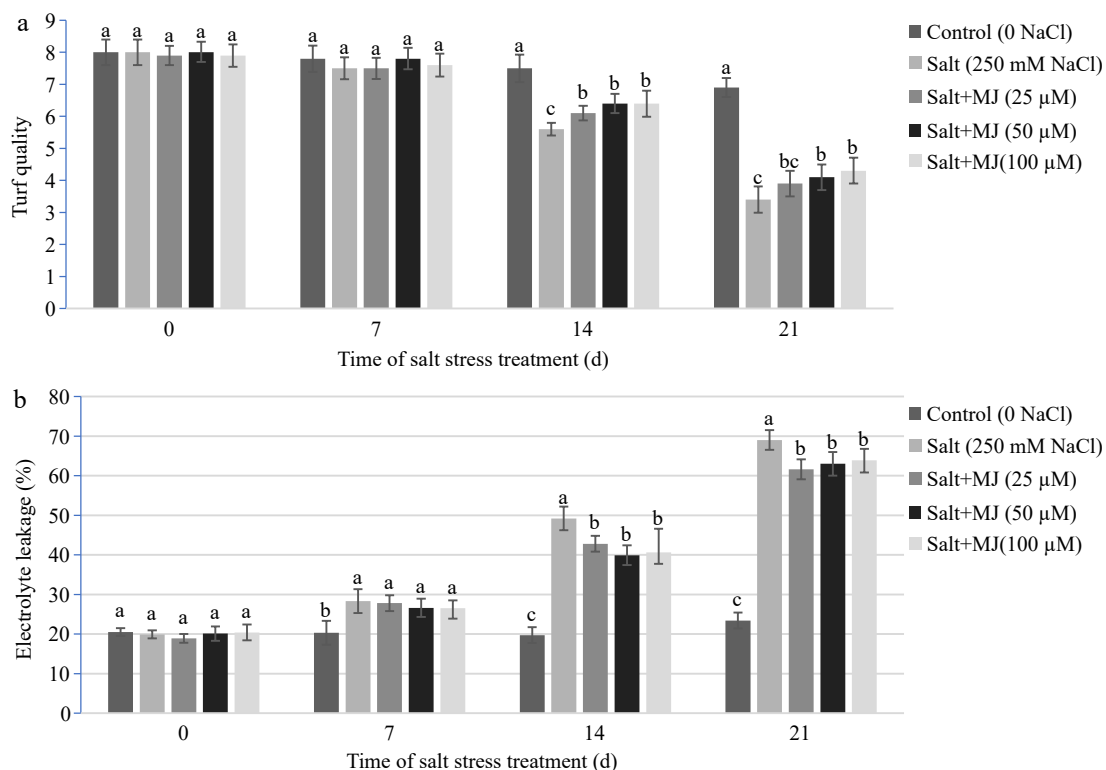 a
9
8
7
6
5
4
3
2
1
0
Turf quality
a a a a a
a a a a a
a c b b b
a c bc b b
0 7 14 21
Time of salt stress treatment (d)
Control (0 NaCl)
Salt (250 mM NaCl)
Salt+MJ (25 µM)
Salt+MJ (50 µM)
Salt+MJ(100 µM)
b
80
70
60
50
40
30
20
10
0
Electrolyte leakage (%)
a a a a a
b a a a a
c a b b b
c a b b b
0 7 14 21
Time of salt stress treatment (d)
Control (0 NaCl)
Salt (250 mM NaCl)
Salt+MJ (25 µM)
Salt+MJ (50 µM)
Salt+MJ(100 µM)